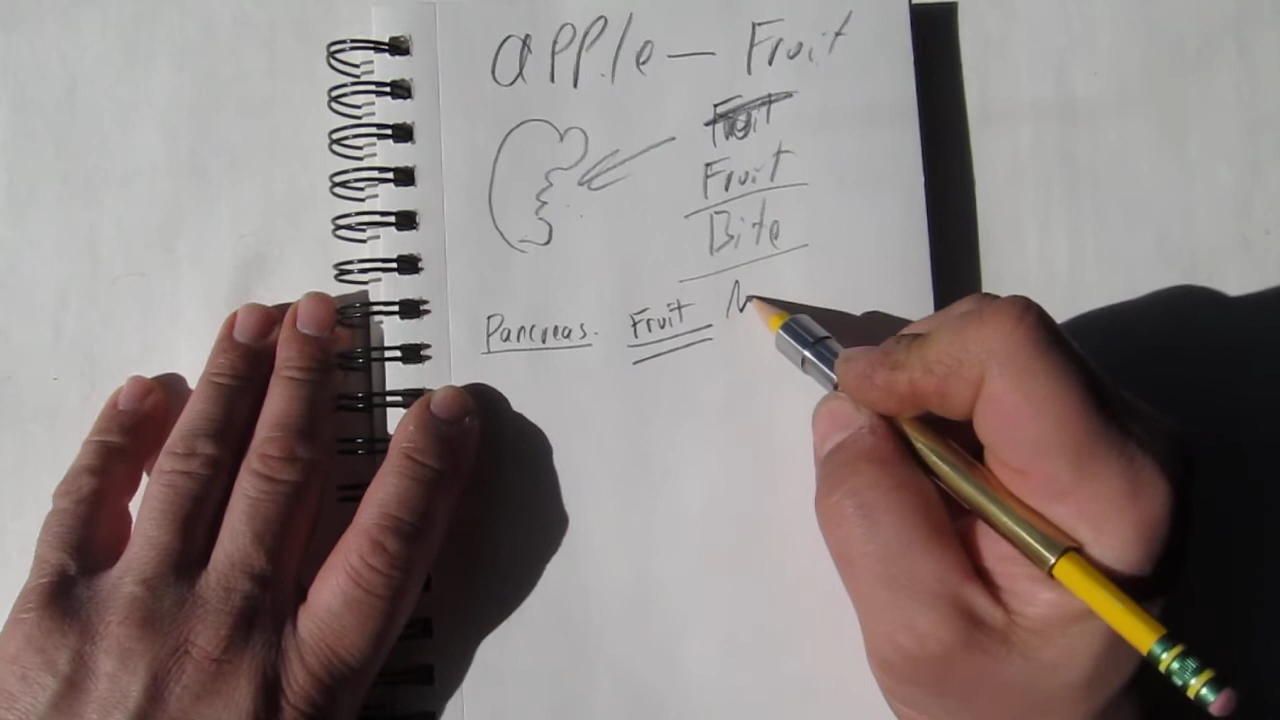 apple — Fruit
Fruit
Fruit
Bite
Pancreas. Fruit